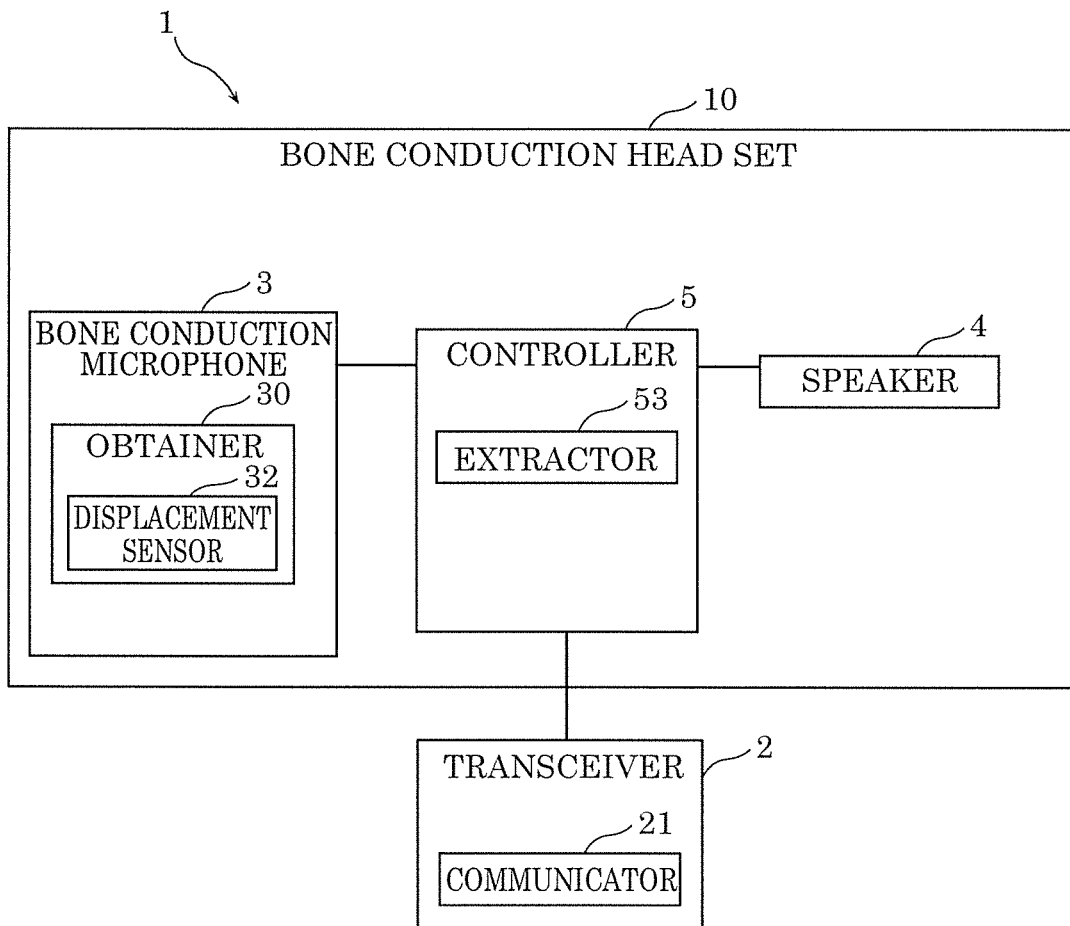 1
10
BONE CONDUCTION HEAD SET
3
BONE CONDUCTION
MICROPHONE
30
OBTAINER
32
DISPLACEMENT
SENSOR
5
CONTROLLER
53
EXTRACTOR
4
SPEAKER
TRANSCEIVER
2
21
COMMUNICATOR